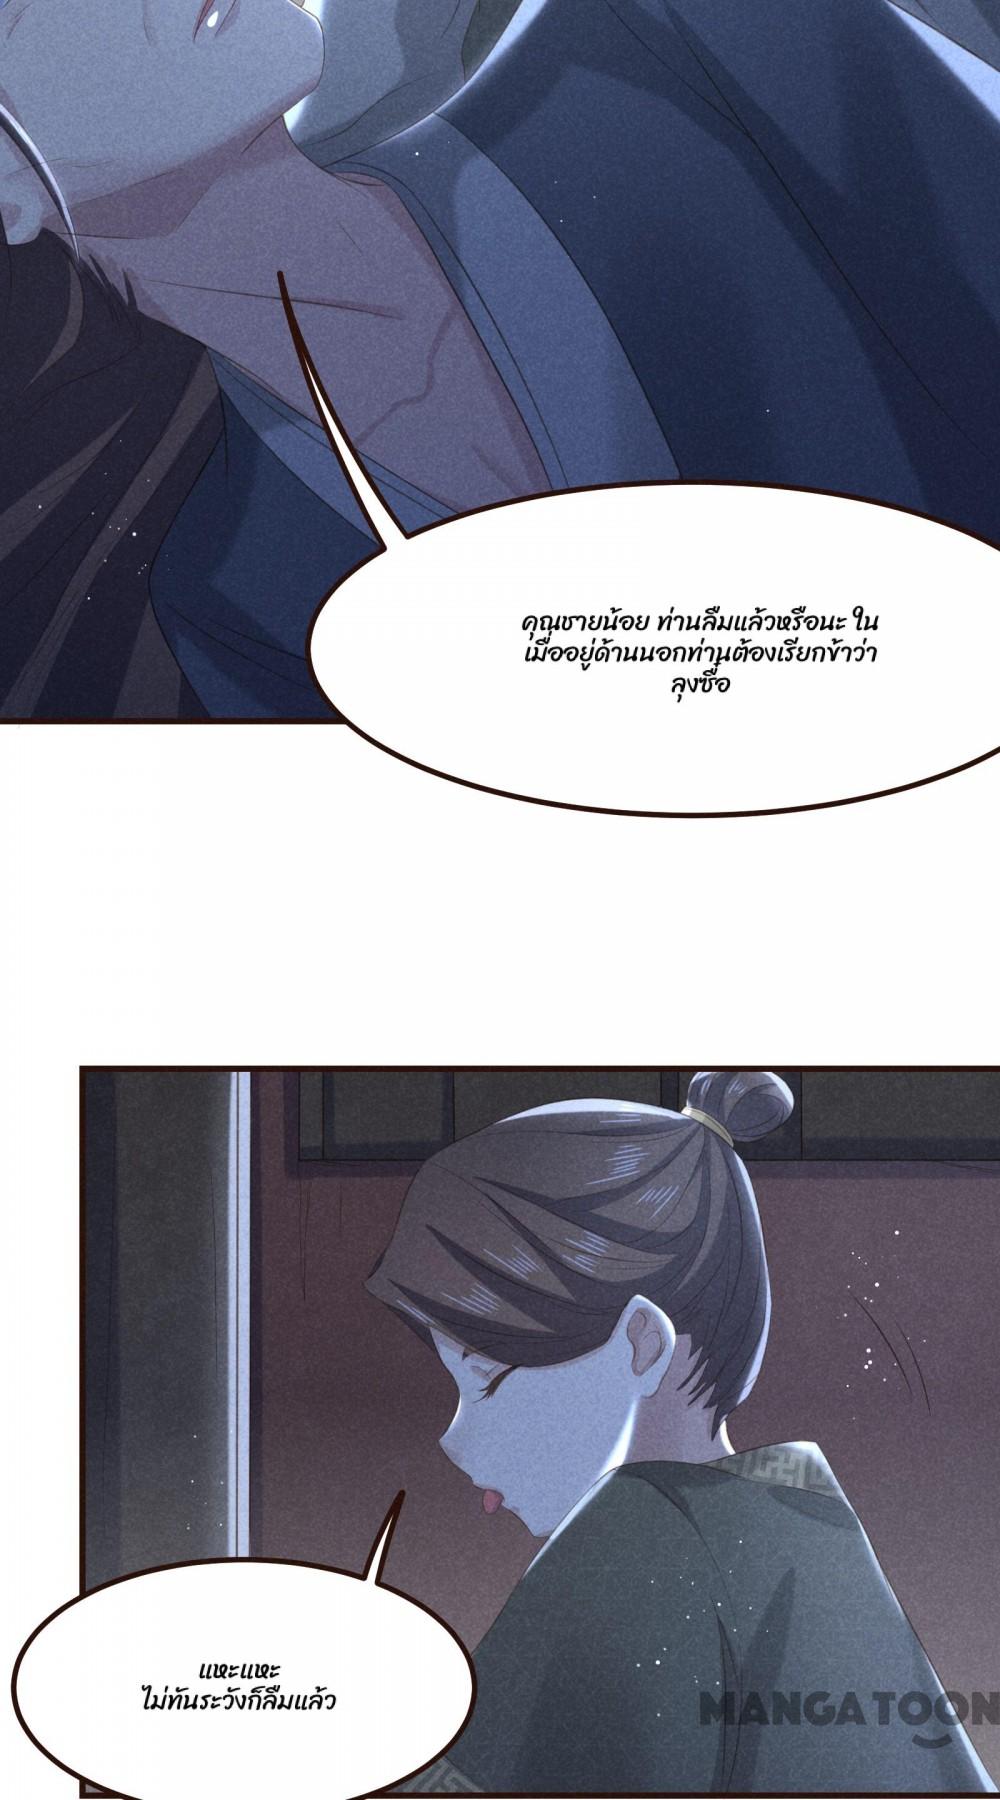 คุณชายน้อย ท่านลืมแล้วหรือนะ ใน
เมื่ออยู่ด้านนอกท่านต้องเรียกข้าว่า
ลุงซื่อ
แหะแหะ
ไม่ทันระวังก็ลืมแล้ว
MANGATOON